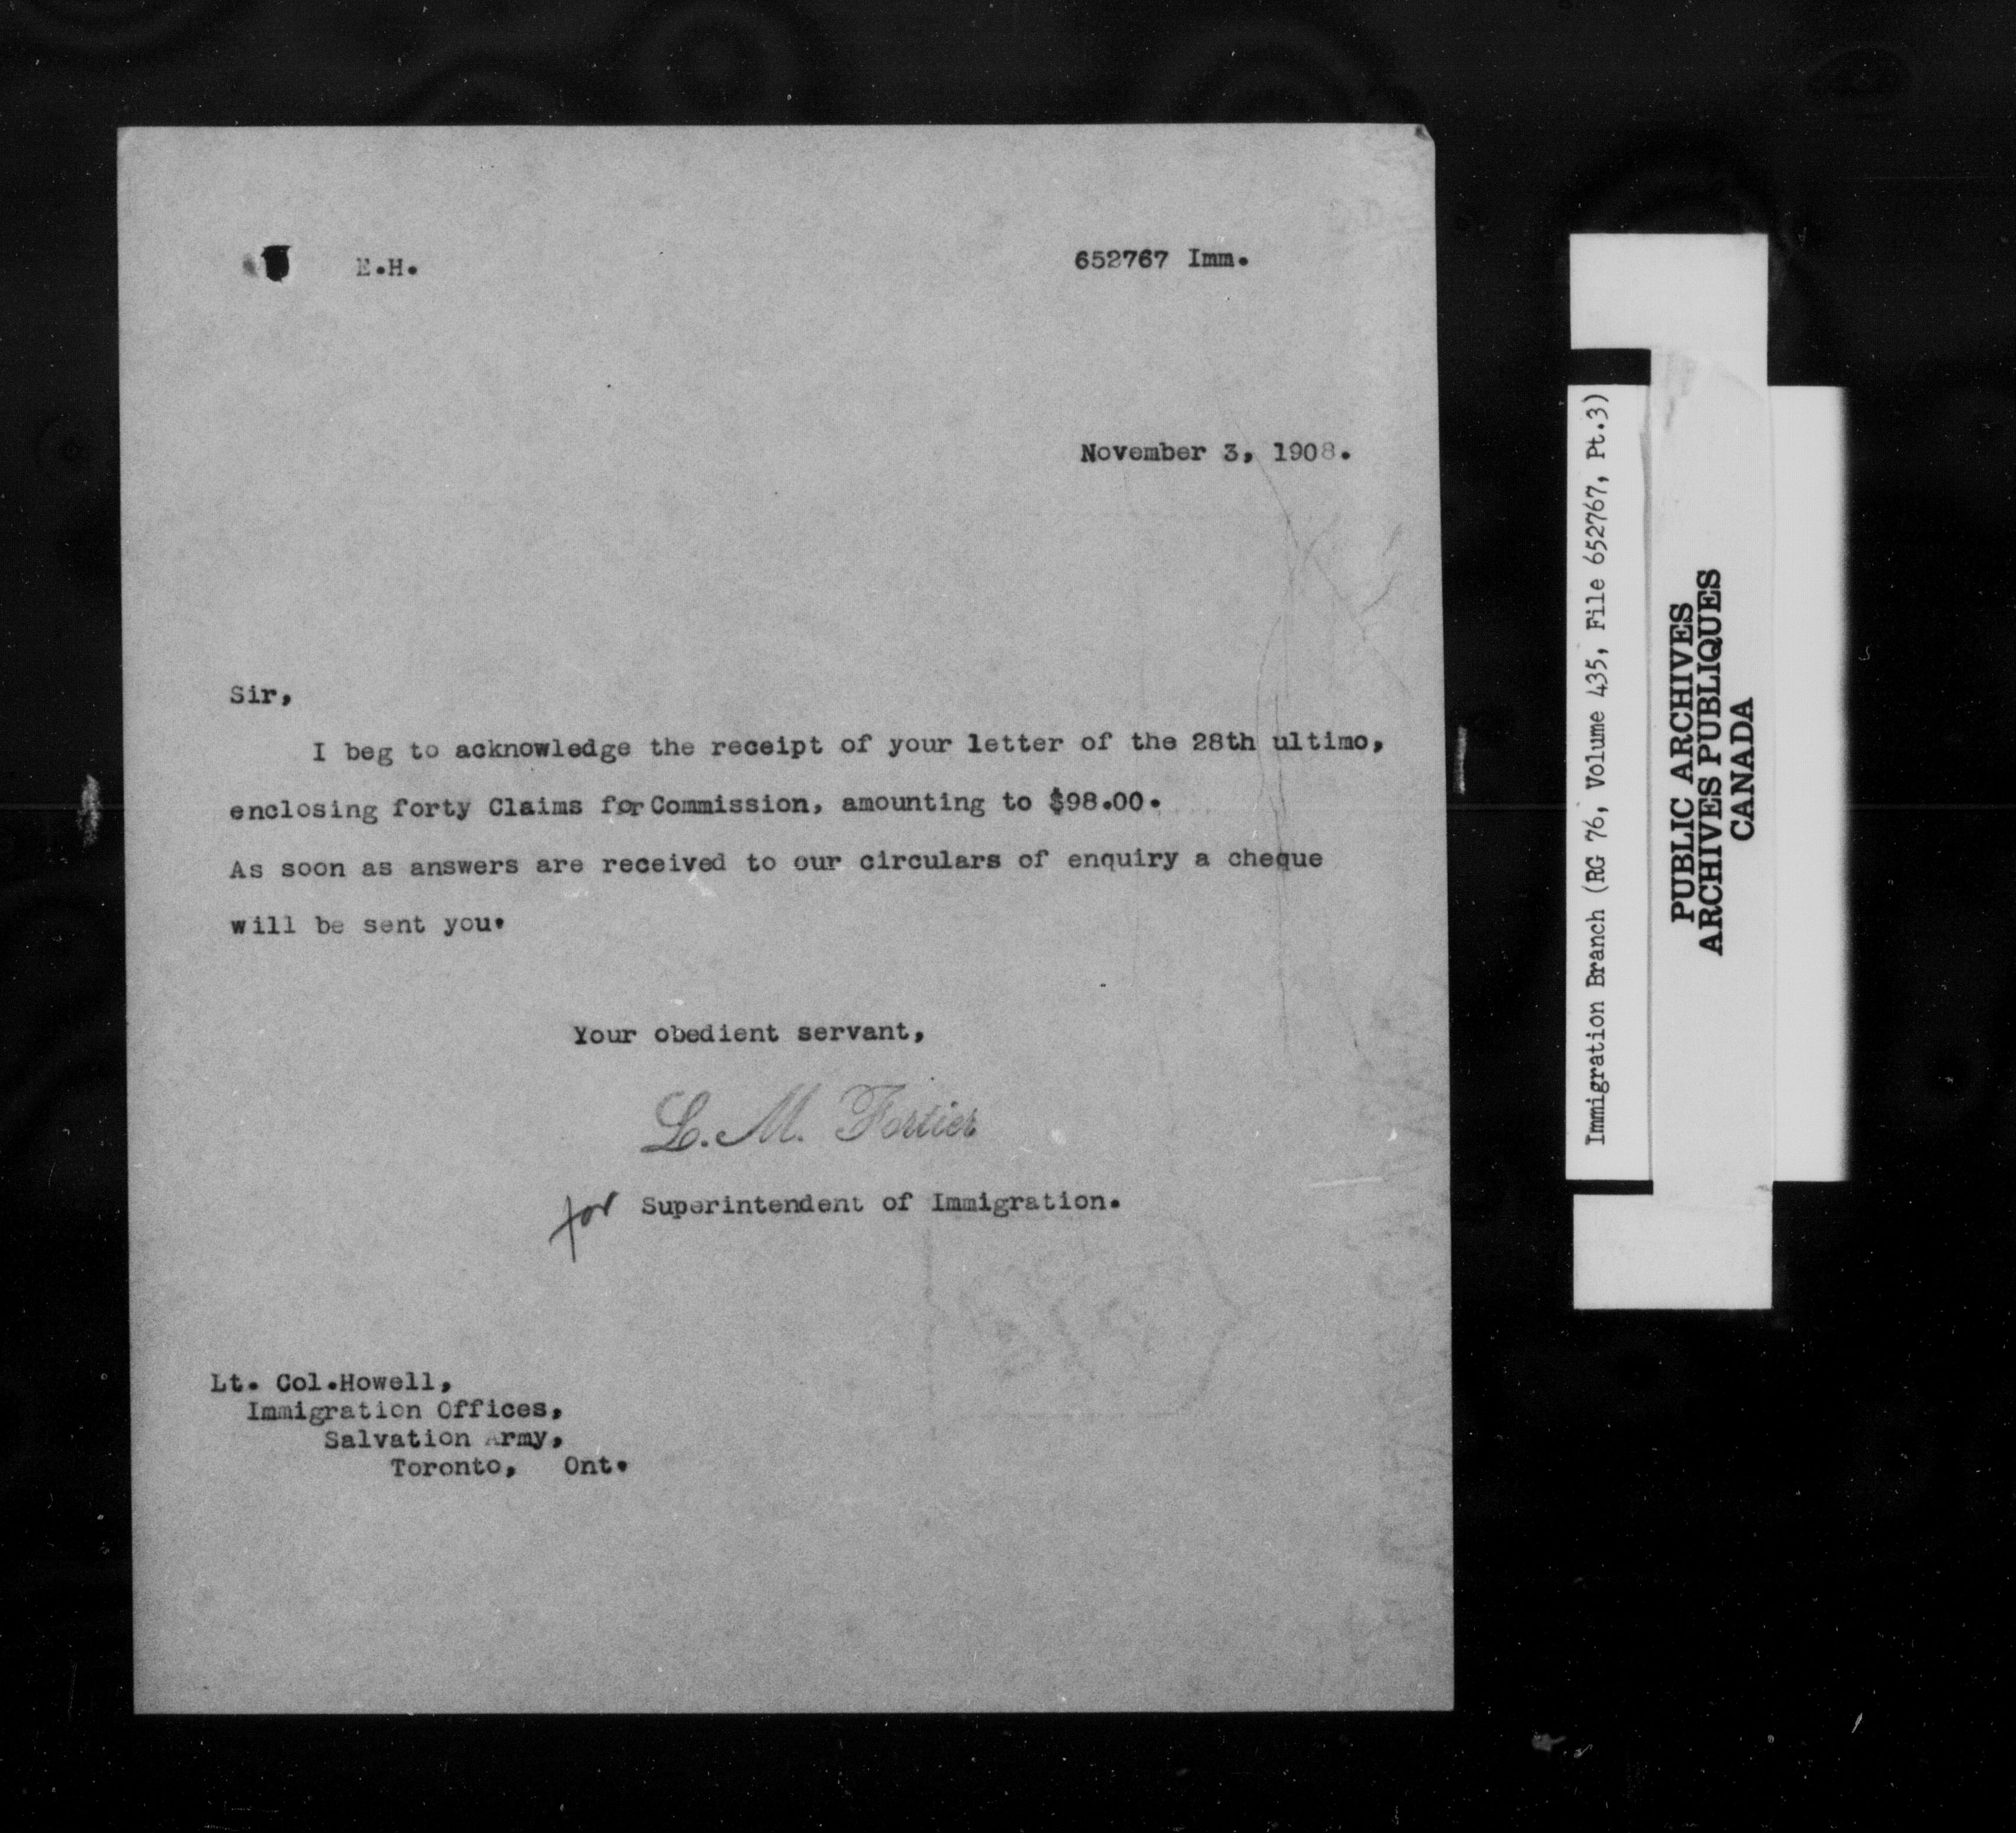 E.H.
652767 Imm.
November 3, 1908.
Sir,
I beg to acknowledge the receipt of your letter of the 28th ultimo,
enclosing forty Claims for Commission, amounting to $98.00.
As soon as answers are received to our circulars of enquiry a cheque
will be sent you.
Your obedient servant,
L. M. Fortier
for Superintendent of Immigration.
Lt. Col.Howell,
Immigration Offices,
Salvation Army,
Toronto, Ont.
Immigration Branch (RG 76, Volume 435, File 652767, Pt.3)
PUBLIC ARCHIVES
ARCHIVES PUBLIQUES
CANADA